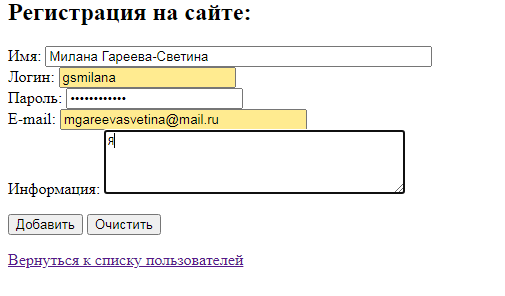 Регистрация на сайте:
Имя: Милана Гареева-Светина
Логин: gsmilana
Пароль: ••••••••••••
E-mail: mgareevasvetina@mail.ru
я
Информация:
Добавить Очистить
Вернуться к списку пользователей